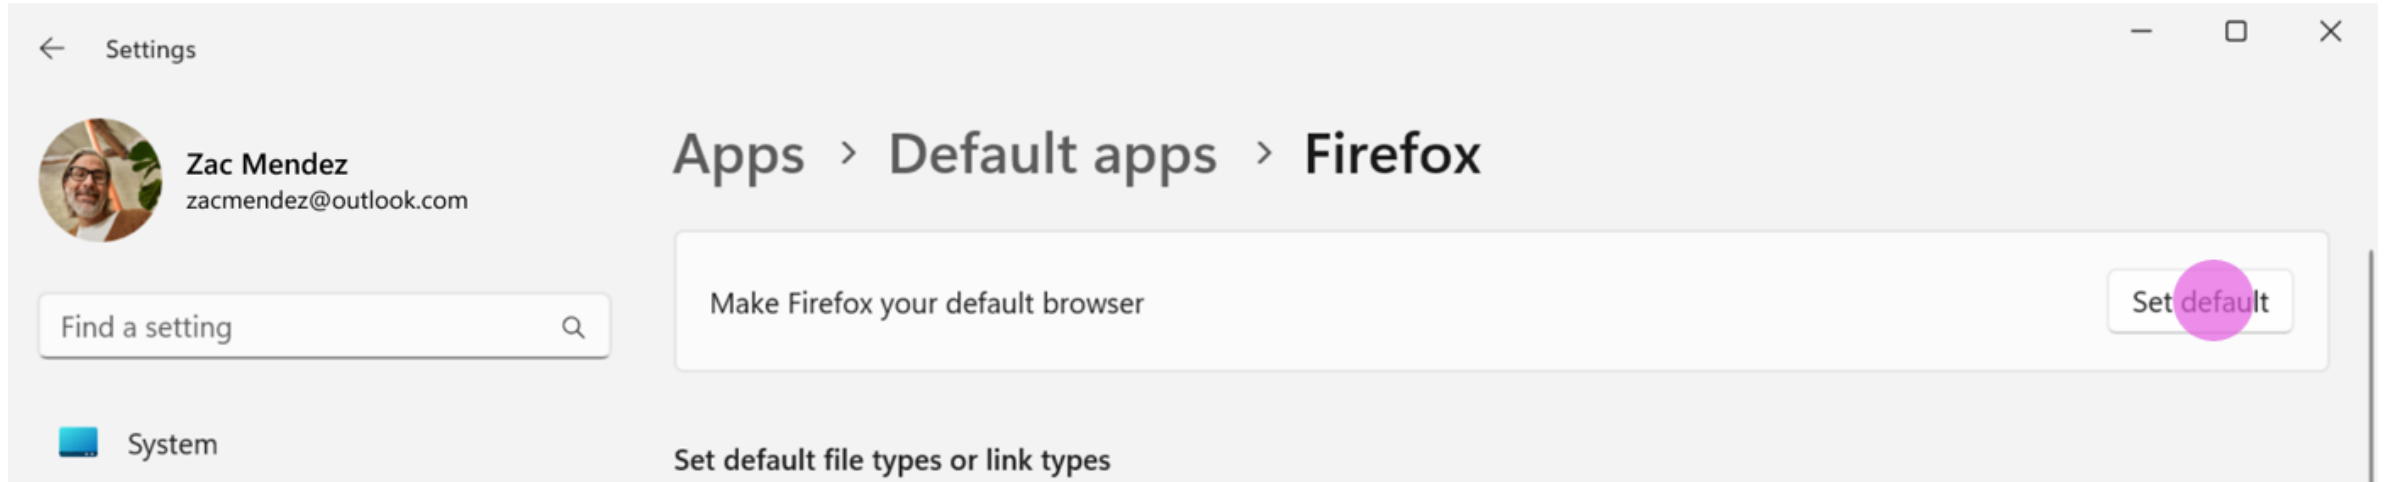 Settings
Zac Mendez
zacmendez@outlook.com
Find a setting
System
Apps > Default apps > Firefox
Make Firefox your default browser
Set default
Set default file types or link types